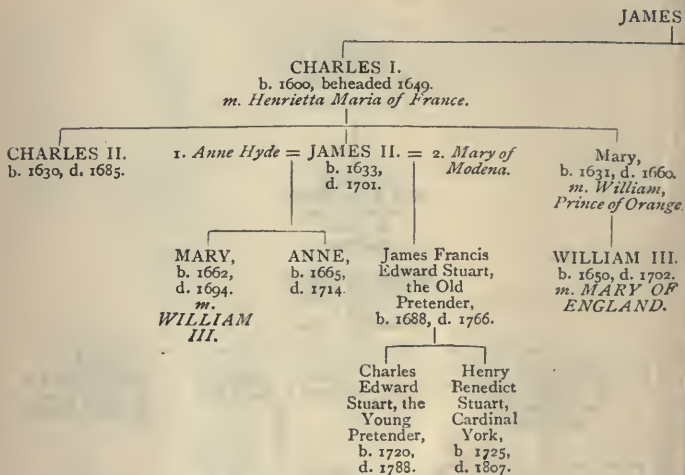 JAMES
CHARLES I.
b. 1600, beheaded 1649.
m. Henrietta Maria of France.
CHARLES II.
b. 1630, d. 1685.
1. Anne Hyde = JAMES II. = 2. Mary of
Modena.
b. 1633,
d. 1701.
Mary,
b. 1631, d. 1660.
m. William,
Prince of Orange.
MARY,
b. 1662,
d. 1694.
m.
WILLIAM
III.
ANNE,
b. 1665,
d. 1714.
James Francis
Edward Stuart,
the Old
Pretender,
b. 1688, d. 1766.
WILLIAM III.
b. 1650, d. 1702.
m. MARY OF
ENGLAND.
Charles
Edward
Stuart, the
Young
Pretender,
b. 1720,
d. 1788.
Henry
Benedict
Stuart,
Cardinal
York,
b 1725,
d. 1807.